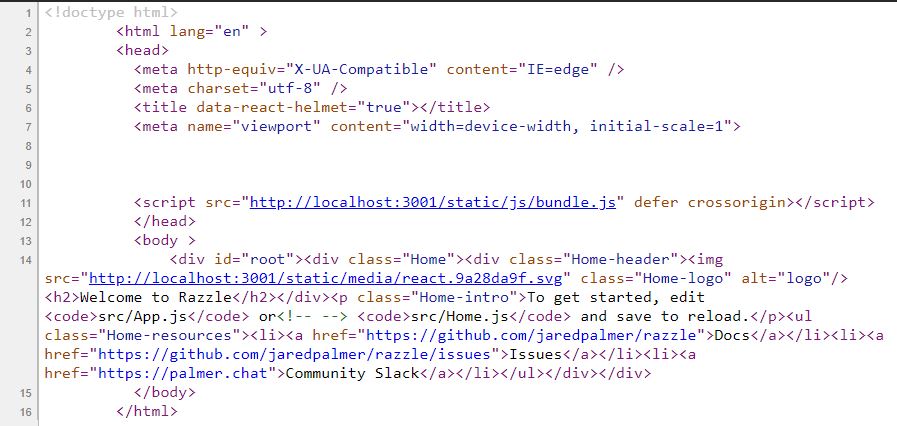 1 <!doctype html>
2 <html lang="en" >
3 <head>
4 <meta http-equiv="X-UA-Compatible" content="IE=edge" />
5 <meta charset="utf-8" />
6 <title data-react-helmet="true"></title>
7 <meta name="viewport" content="width=device-width, initial-scale=1">
8
9
10
11 <script src="http://localhost:3001/static/js/bundle.js" defer crossorigin></script>
12 </head>
13 <body >
14 <div id="root"><div class="Home"><div class="Home-header"><img
src="http://localhost:3001/static/media/react.9a28da9f.svg" class="Home-logo" alt="logo"/>
<h2>Welcome to Razzle</h2></div><p class="Home-intro">To get started, edit
<code>src/App.js</code> or<!-- --> <code>src/Home.js</code> and save to reload.</p><ul
class="Home-resources"><li><a href="https://github.com/jaredpalmer/razzle">Docs</a></li><li><a
href="https://github.com/jaredpalmer/razzle/issues">Issues</a></li><li><a
href="https://palmer.chat">Community Slack</a></li></ul></div></div>
15 </body>
16 </html>